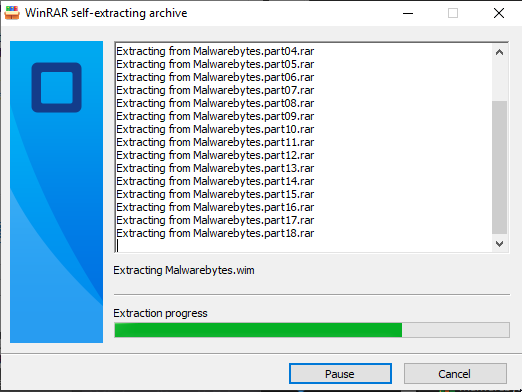 WinRAR self-extracting archive
Extracting from Malwarebytes.part04.rar
Extracting from Malwarebytes.part05.rar
Extracting from Malwarebytes.part06.rar
Extracting from Malwarebytes.part07.rar
Extracting from Malwarebytes.part08.rar
Extracting from Malwarebytes.part09.rar
Extracting from Malwarebytes.part10.rar
Extracting from Malwarebytes.part11.rar
Extracting from Malwarebytes.part12.rar
Extracting from Malwarebytes.part13.rar
Extracting from Malwarebytes.part14.rar
Extracting from Malwarebytes.part15.rar
Extracting from Malwarebytes.part16.rar
Extracting from Malwarebytes.part17.rar
Extracting from Malwarebytes.part18.rar
Extracting Malwarebytes.wim
Extraction progress
Pause
Cancel